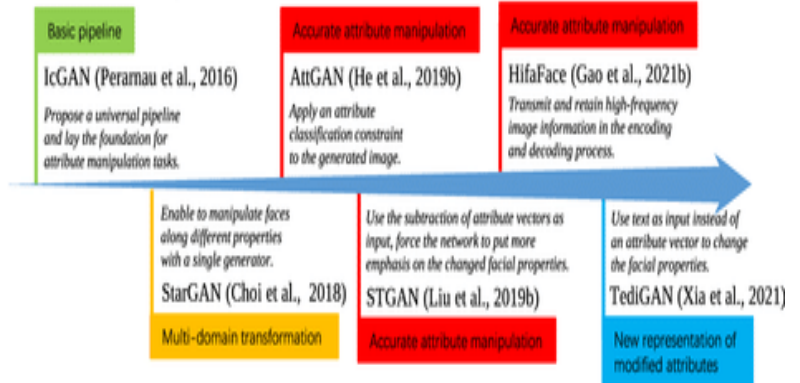 Basic pipeline
IcGAN (Perarnau et al., 2016)
Propose a universal pipeline
and lay the foundation for
attribute manipulation tasks.
Accurate attribute manipulation
AttGAN (He et al., 2019b)
Apply an attribute
classification constraint
to the generated image.
Accurate attribute manipulation
HifaFace (Gao et al., 2021b)
Transmit and retain high-frequency
image information in the encoding
and decoding process.
Enable to manipulate faces
along different properties
with a single generator.
StarGAN (Choi et al., 2018)
Multi-domain transformation
Use the subtraction of attribute vectors as
input, force the network to put more
emphasis on the changed facial properties.
STGAN (Liu et al., 2019b)
Accurate attribute manipulation
Use text as input instead of
an attribute vector to change
the facial properties.
TediGAN (Xia et al., 2021)
New representation of
modified attributes